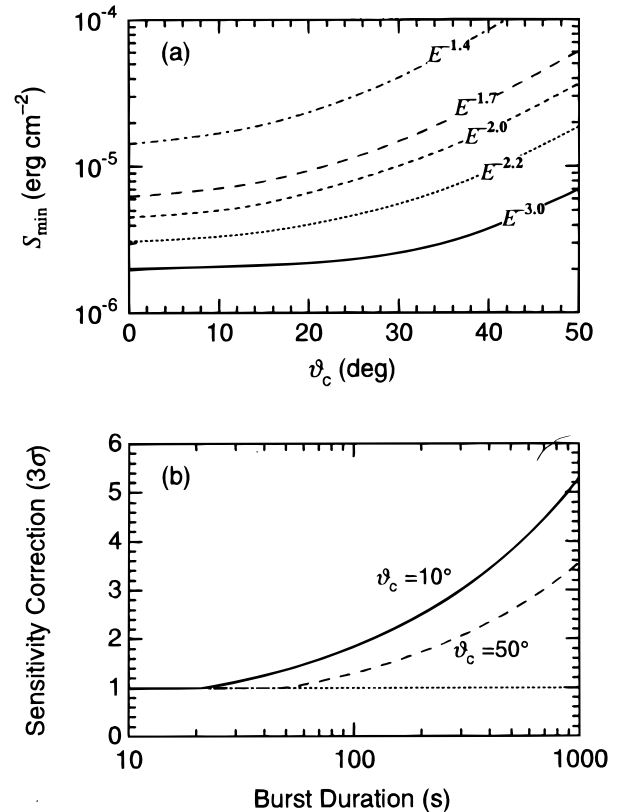 10⁻⁴
(a)
E⁻¹·⁴
E⁻¹·⁷
E⁻²·⁰
E⁻²·²
E⁻³·⁰
10⁻⁵
10⁻⁶
S_min (erg cm⁻²)
0 10 20 30 40 50
ϑ_c (deg)
6
5
4
3
2
1
0
(b)
ϑ_c =10°
ϑ_c =50°
Sensitivity Correction (3σ)
10 100 1000
Burst Duration (s)